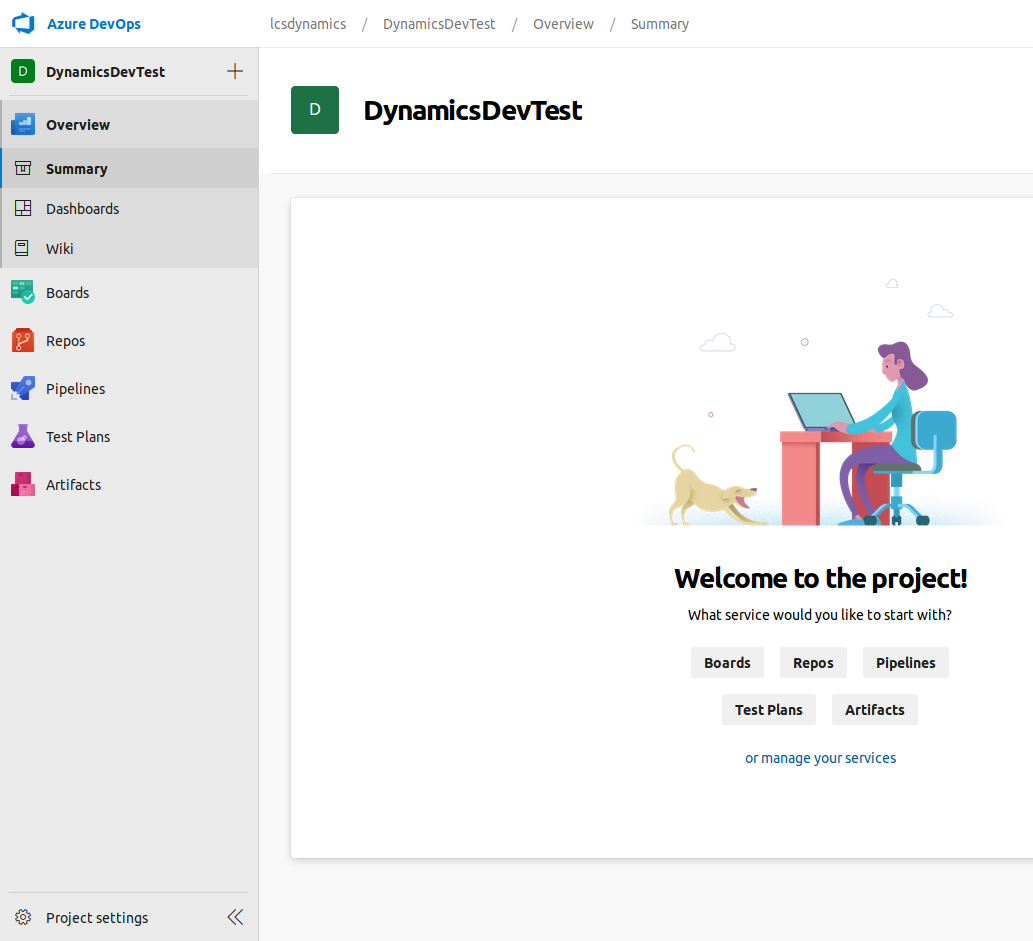 Azure DevOps
lcsdynamics / DynamicsDevTest / Overview / Summary
D DynamicsDevTest
Overview
Summary
Dashboards
Wiki
Boards
Repos
Pipelines
Test Plans
Artifacts
Project settings
D DynamicsDevTest
Welcome to the project!
What service would you like to start with?
Boards Repos Pipelines
Test Plans Artifacts
or manage your services